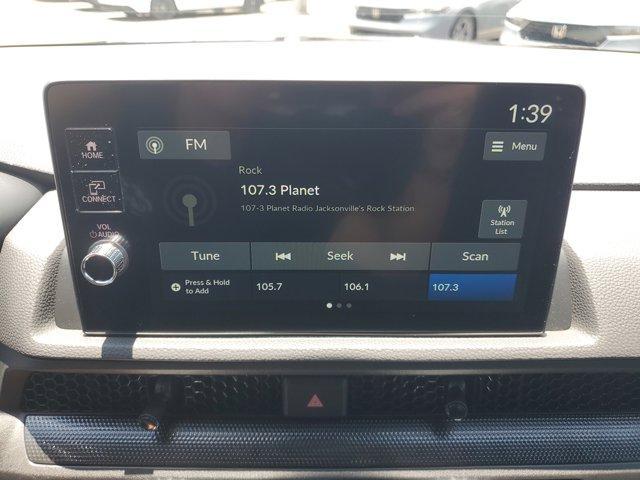 1:39
HOME
FM
Menu
Rock
CONNECT
107.3 Planet
107-3 Planet Radio Jacksonville's Rock Station
Station
List
VOL
AUDIO
Tune
Seek
Scan
Press & Hold
to Add
105.7
106.1
107.3